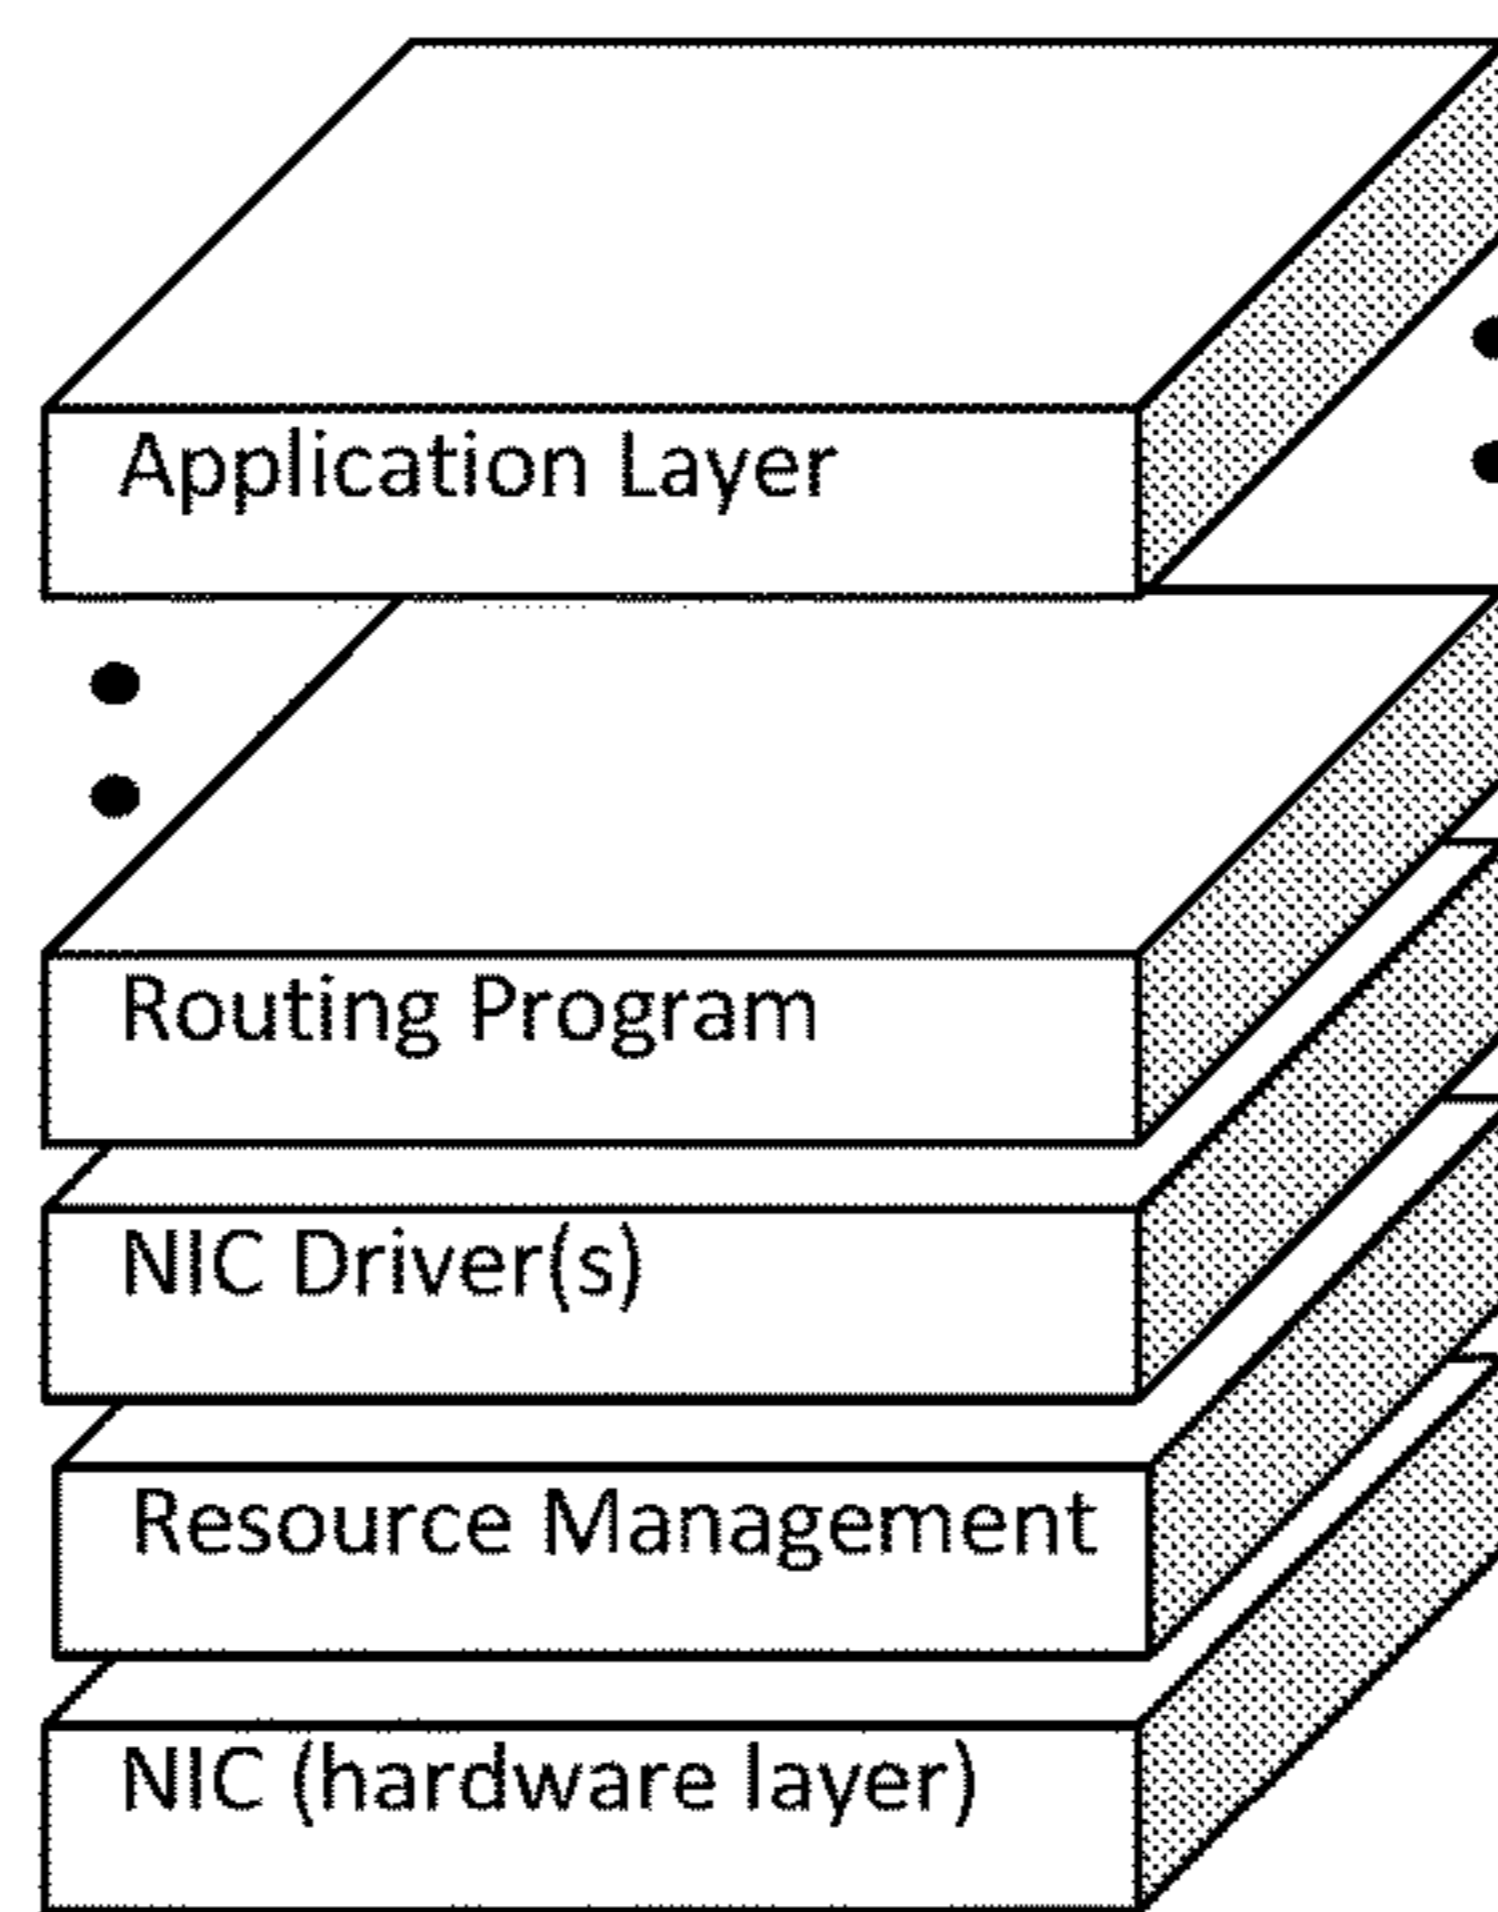 Application Layer
Routing Program
NIC Driver(s)
Resource Management
NIC (hardware layer)